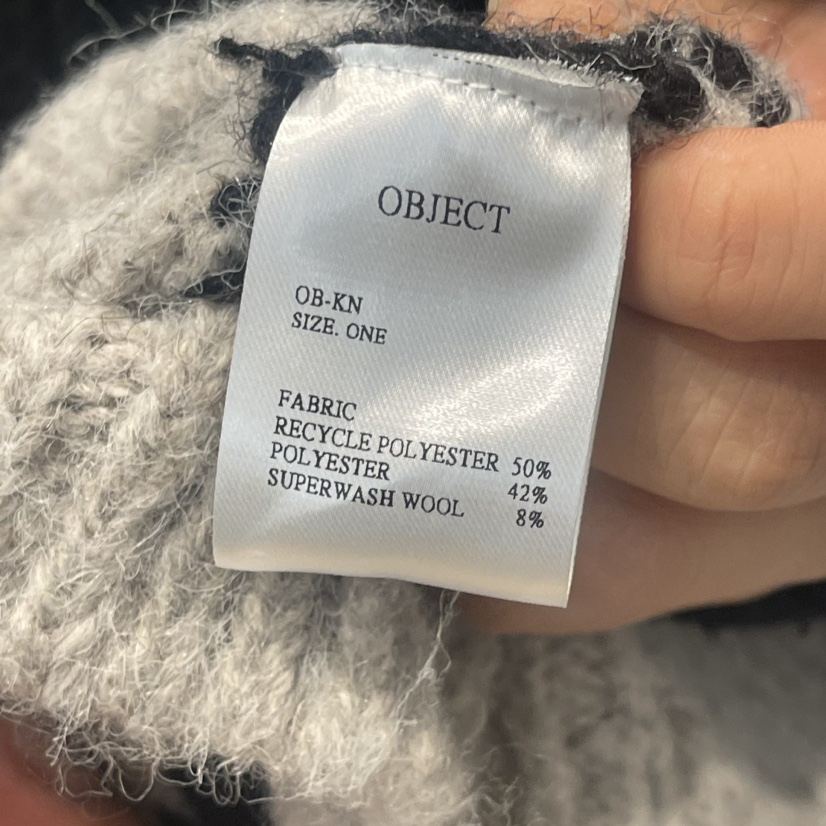 OBJECT
OB-KN
SIZE. ONE
FABRIC
RECYCLE POLYESTER 50%
POLYESTER 42%
SUPERWASH WOOL 8%